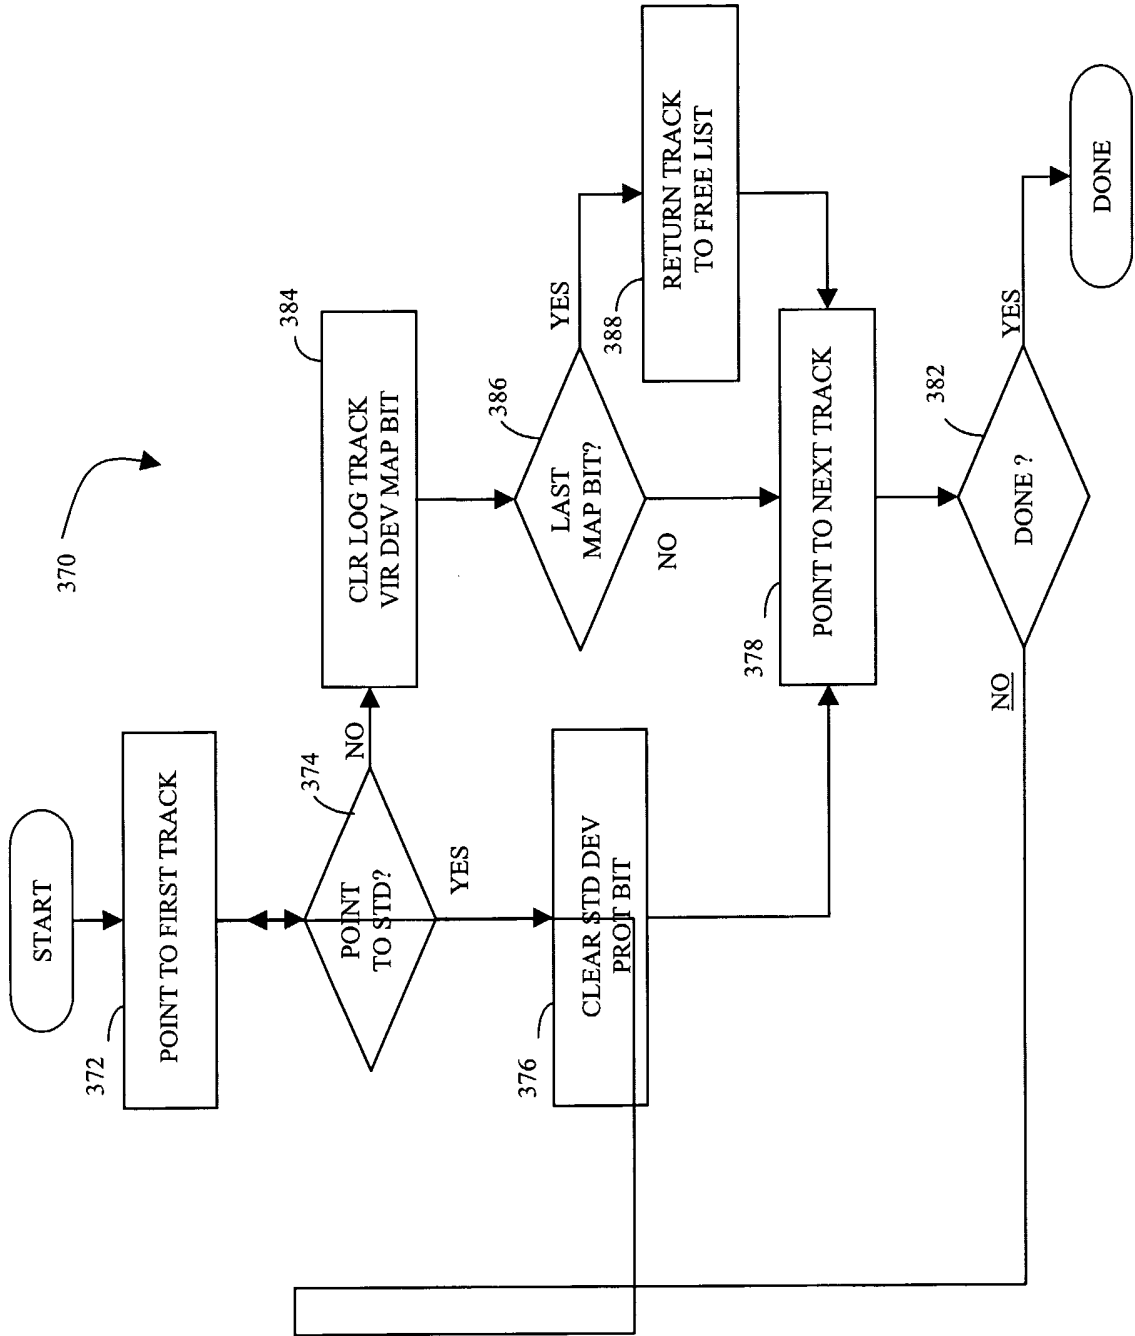 370
START
372
POINT TO FIRST TRACK
374
POINT
TO STD?
NO
YES
384
CLR LOG TRACK
VIR DEV MAP BIT
376
CLEAR STD DEV
PROT BIT
386
LAST
MAP BIT?
YES
NO
388
RETURN TRACK
TO FREE LIST
378
POINT TO NEXT TRACK
382
DONE ?
YES
NO
DONE